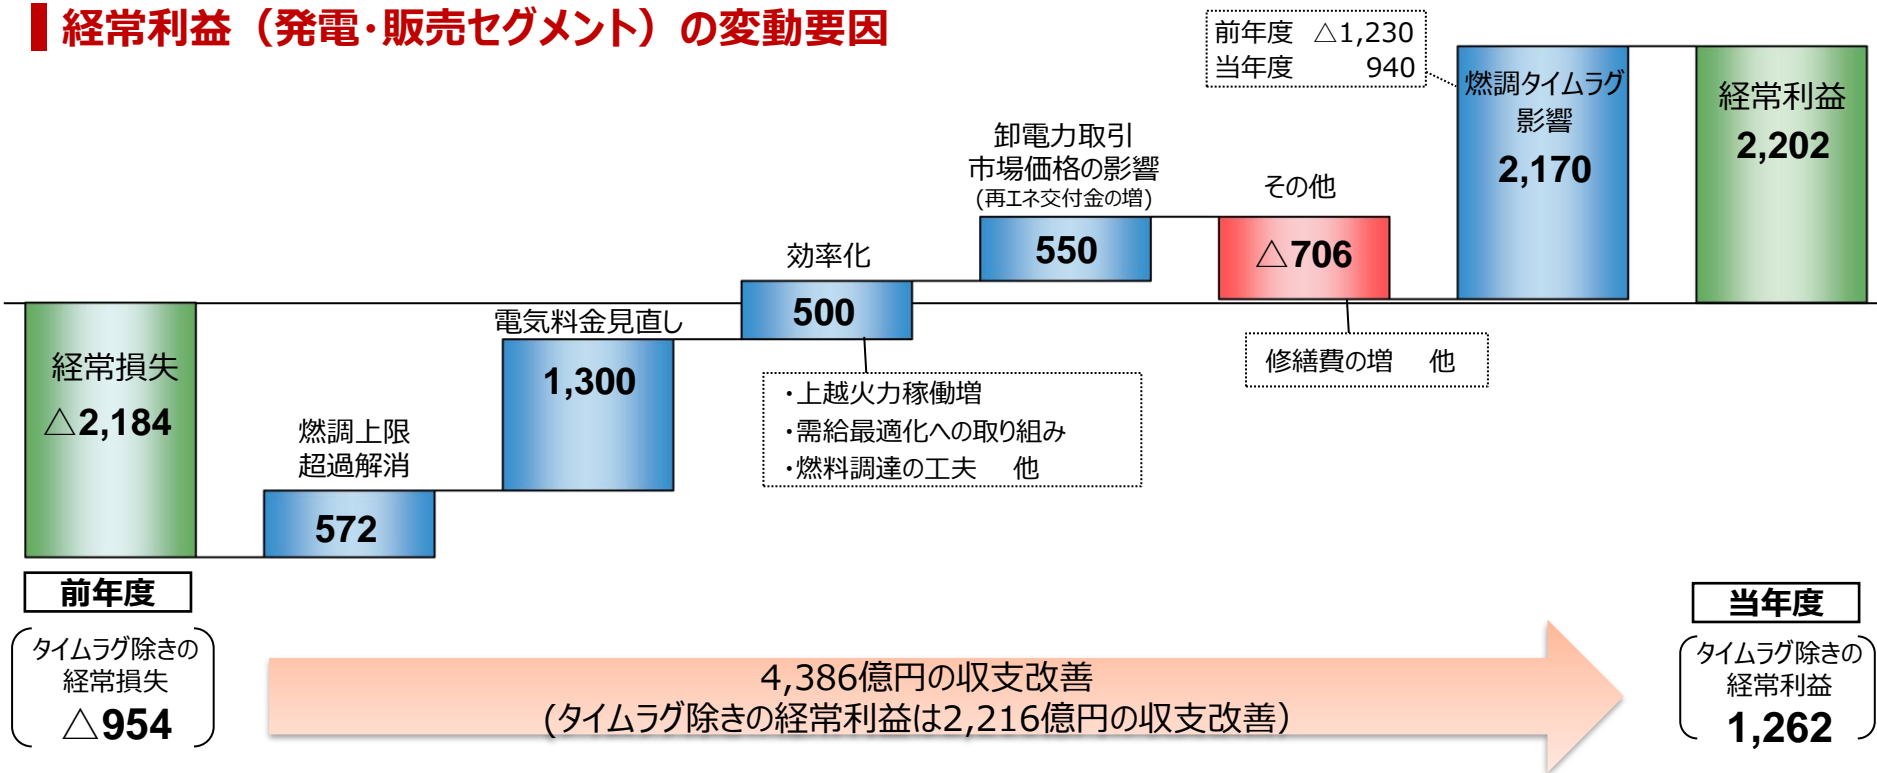 経常利益（発電・販売セグメント）の変動要因
前年度 △1,230
当年度 940
燃調タイムラグ
影響
2,170
経常利益
2,202
卸電力取引
市場価格の影響
(再エネ交付金の増)
550
その他
△706
修繕費の増 他
効率化
500
・上越火力稼働増
・需給最適化への取り組み
・燃料調達の工夫 他
電気料金見直し
1,300
燃調上限
超過解消
572
経常損失
△2,184
前年度
タイムラグ除きの
経常損失
△954
4,386億円の収支改善
(タイムラグ除きの経常利益は2,216億円の収支改善)
当年度
タイムラグ除きの
経常利益
1,262